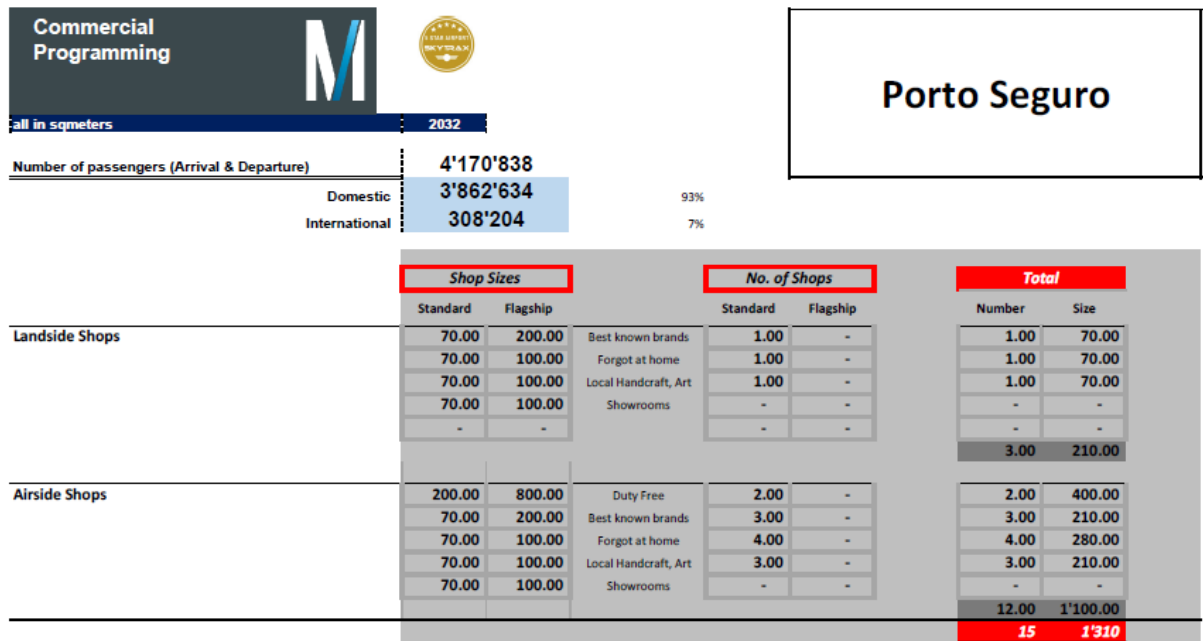 Commercial
Programming
5 STAR AIRPORT
SKYTRAX
Porto Seguro
all in sqmeters 2032
Number of passengers (Arrival & Departure) 4'170'838
Domestic 3'862'634 93%
International 308'204 7%
Shop Sizes No. of Shops Total
Standard Flagship Standard Flagship Number Size
Landside Shops 70.00 200.00 Best known brands 1.00 - 1.00 70.00
70.00 100.00 Forgot at home 1.00 - 1.00 70.00
70.00 100.00 Local Handcraft, Art 1.00 - 1.00 70.00
70.00 100.00 Showrooms - - - -
- - - - - -
3.00 210.00
Airside Shops 200.00 800.00 Duty Free 2.00 - 2.00 400.00
70.00 200.00 Best known brands 3.00 - 3.00 210.00
70.00 100.00 Forgot at home 4.00 - 4.00 280.00
70.00 100.00 Local Handcraft, Art 3.00 - 3.00 210.00
70.00 100.00 Showrooms - - - -
12.00 1'100.00
15 1'310